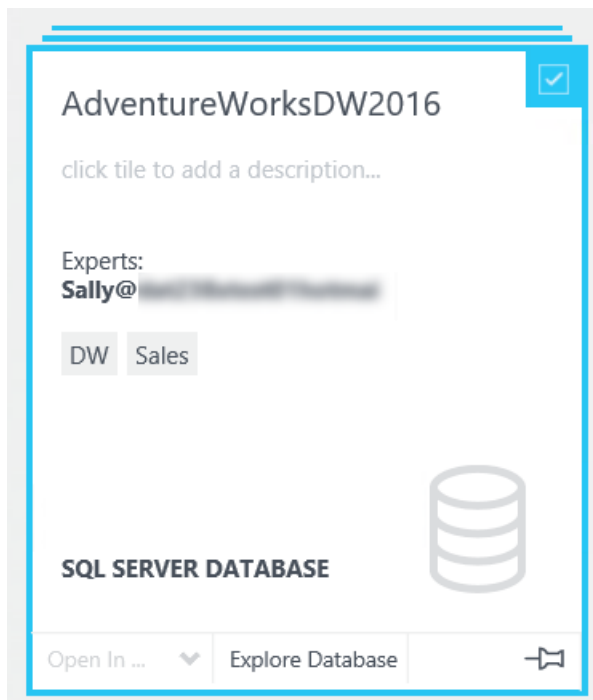 AdventureWorksDW2016
click tile to add a description...
Experts:
Sally@
DW Sales
SQL SERVER DATABASE
Open In ... Explore Database